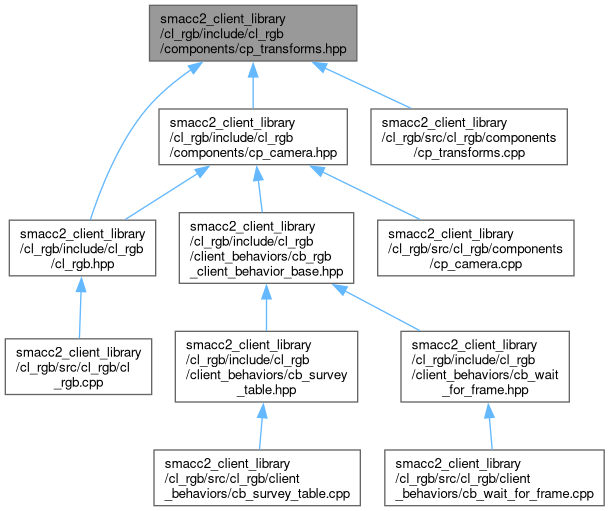 smacc2_client_library
/cl_rgb/include/cl_rgb
/components/cp_transforms.hpp
smacc2_client_library
/cl_rgb/include/cl_rgb
/components/cp_camera.hpp
smacc2_client_library
/cl_rgb/src/cl_rgb/components
/cp_transforms.cpp
smacc2_client_library
/cl_rgb/include/cl_rgb
/cl_rgb.hpp
smacc2_client_library
/cl_rgb/include/cl_rgb
/client_behaviors/cb_rgb
_client_behavior_base.hpp
smacc2_client_library
/cl_rgb/src/cl_rgb/components
/cp_camera.cpp
smacc2_client_library
/cl_rgb/src/cl_rgb/cl
_rgb.cpp
smacc2_client_library
/cl_rgb/include/cl_rgb
/client_behaviors/cb_survey
_table.hpp
smacc2_client_library
/cl_rgb/include/cl_rgb
/client_behaviors/cb_wait
_for_frame.hpp
smacc2_client_library
/cl_rgb/src/cl_rgb/client
_behaviors/cb_survey_table.cpp
smacc2_client_library
/cl_rgb/src/cl_rgb/client
_behaviors/cb_wait_for_frame.cpp